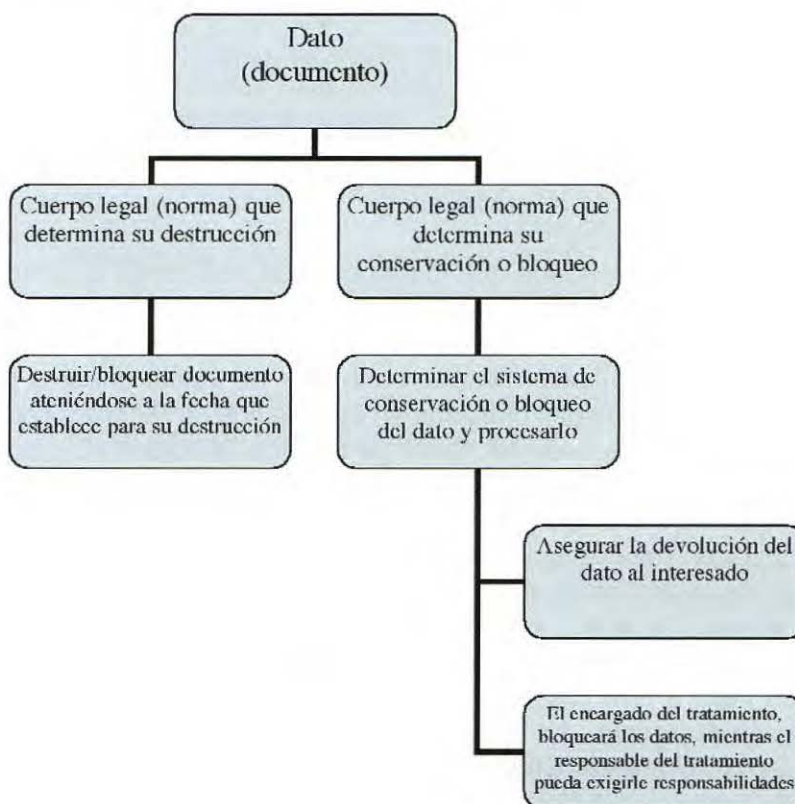 Dato
(documento)
Cuerpo legal (norma) que
determina su destrucción
Cuerpo legal (norma) que
determina su
conservación o bloqueo
Destruir/bloquear documento
ateniéndose a la fecha que
establece para su destrucción
Determinar el sistema de
conservación o bloqueo
del dato y procesarlo
Asegurar la devolución del
dato al interesado
El encargado del tratamiento,
bloqueará los datos, mientras el
responsable del tratamiento
pueda exigirle responsabilidades